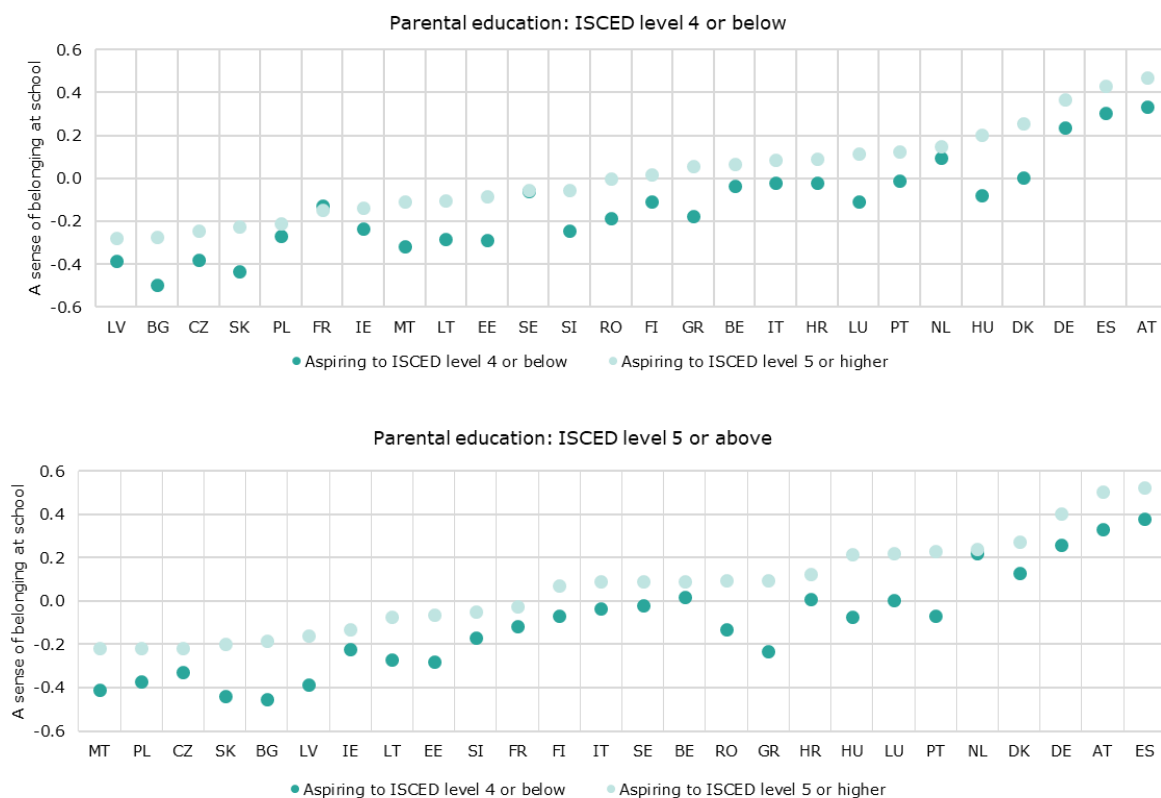 Parental education: ISCED level 4 or below
A sense of belonging at school
0.6
0.4
0.2
0.0
-0.2
-0.4
-0.6
LV BG CZ SK PL FR IE MT LT EE SE SI RO FI GR BE IT HR LU PT NL HU DK DE ES AT
Aspiring to ISCED level 4 or below Aspiring to ISCED level 5 or higher
Parental education: ISCED level 5 or above
A sense of belonging at school
0.6
0.4
0.2
0.0
-0.2
-0.4
-0.6
MT PL CZ SK BG LV IE LT EE SI FR FI IT SE BE RO GR HR HU LU PT NL DK DE AT ES
Aspiring to ISCED level 4 or below Aspiring to ISCED level 5 or higher